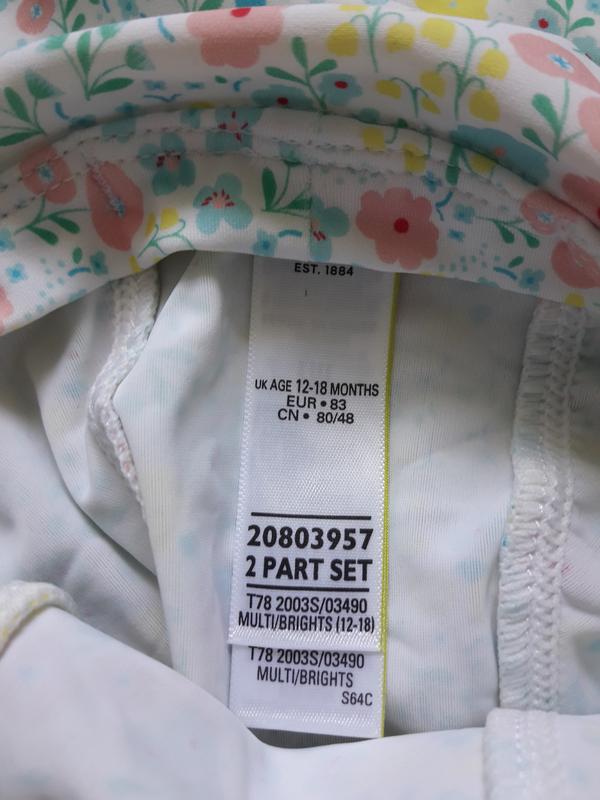 EST. 1884
UK AGE 12-18 MONTHS
EUR • 83
CN • 80/48
20803957
2 PART SET
T78 2003S/03490
MULTI/BRIGHTS (12-18)
T78 2003S/03490
MULTI/BRIGHTS
S64C